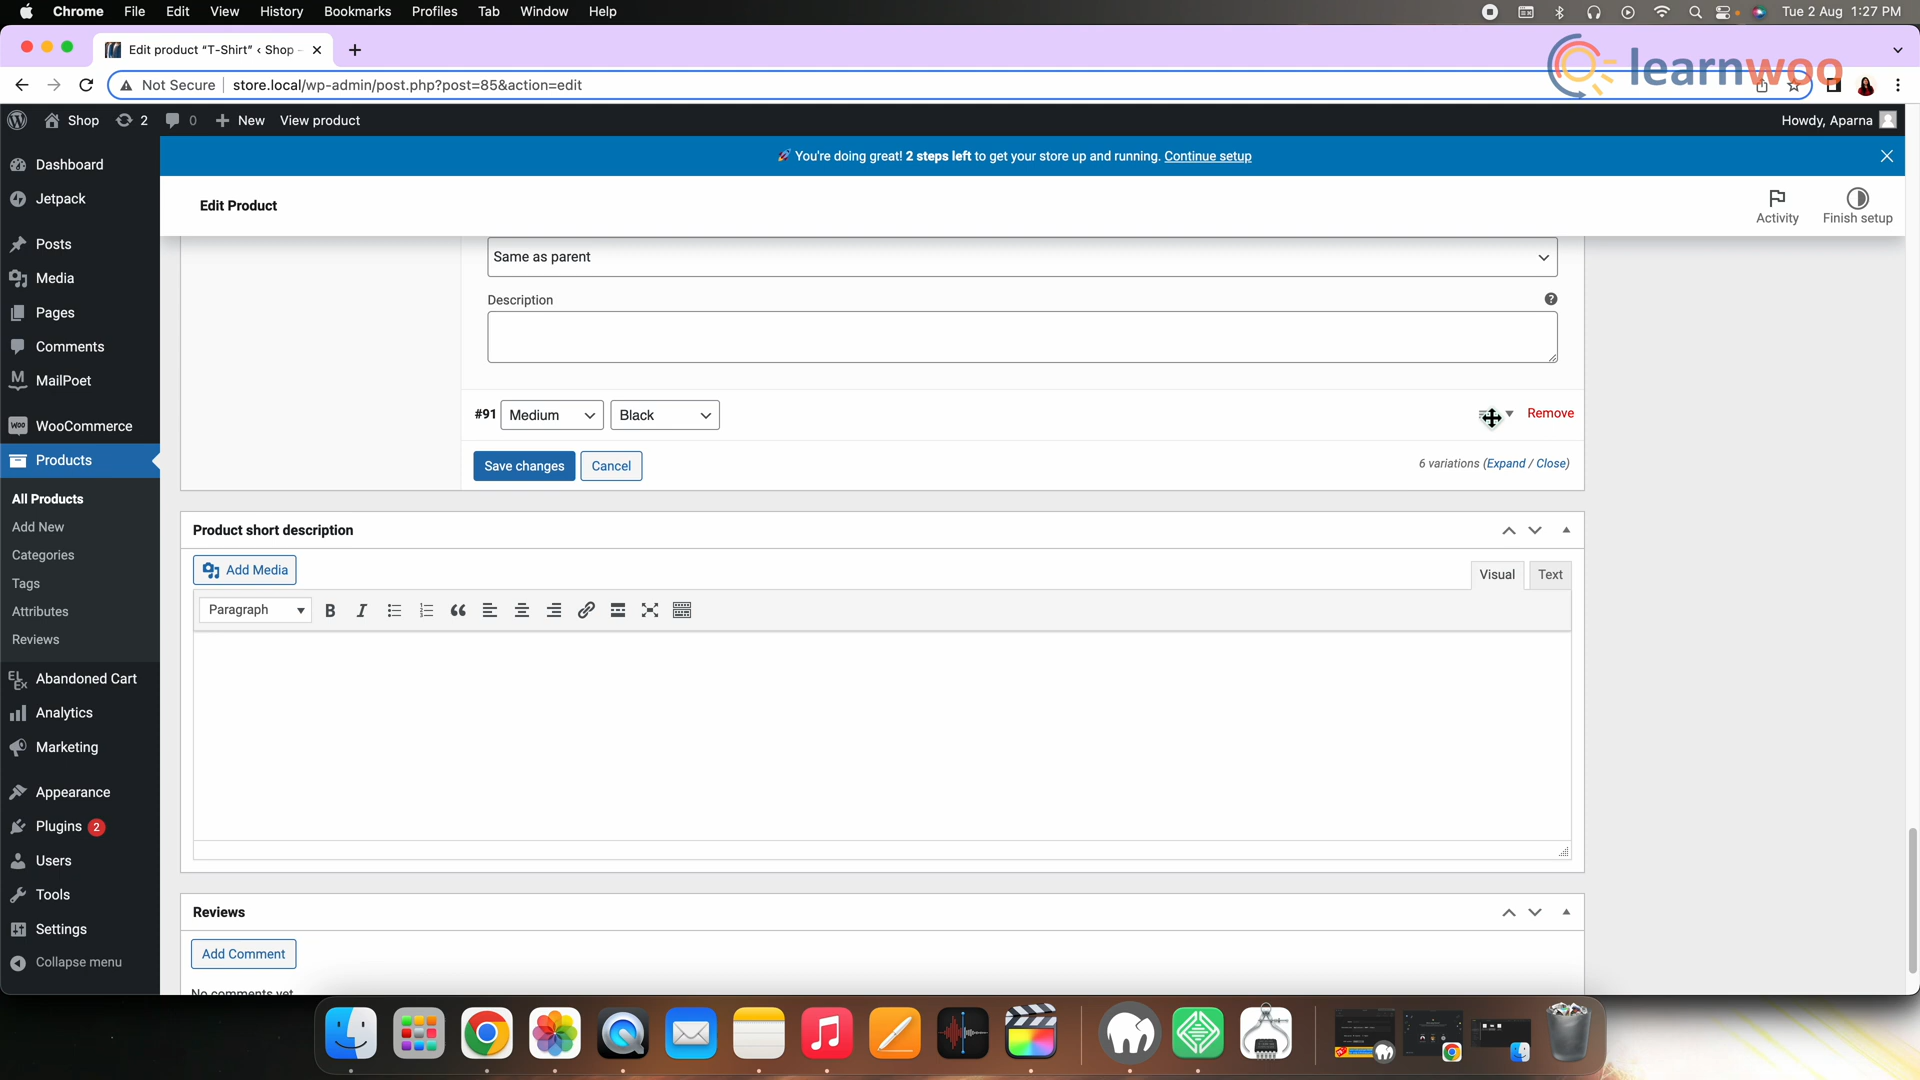 Chrome File Edit View History Bookmarks Profiles Tab Window Help
Tue 2 Aug 1:27 PM
Edit product “T-Shirt” ‹ Shop -
learnwoo
Not Secure store.local/wp-admin/post.php?post=85&action=edit
Shop 2 0 New View product
Howdy, Aparna
Dashboard
Jetpack
Posts
Media
Pages
Comments
MailPoet
WooCommerce
Products
All Products
Add New
Categories
Tags
Attributes
Reviews
Abandoned Cart
Analytics
Marketing
Appearance
Plugins 2
Users
Tools
Settings
Collapse menu
You're doing great! 2 steps left to get your store up and running. Continue setup
Edit Product
Activity
Finish setup
Same as parent
Description
#91 Medium Black
Remove
Save changes Cancel
6 variations (Expand / Close)
Product short description
Add Media
Visual Text
Paragraph
Reviews
Add Comment
No comments yet